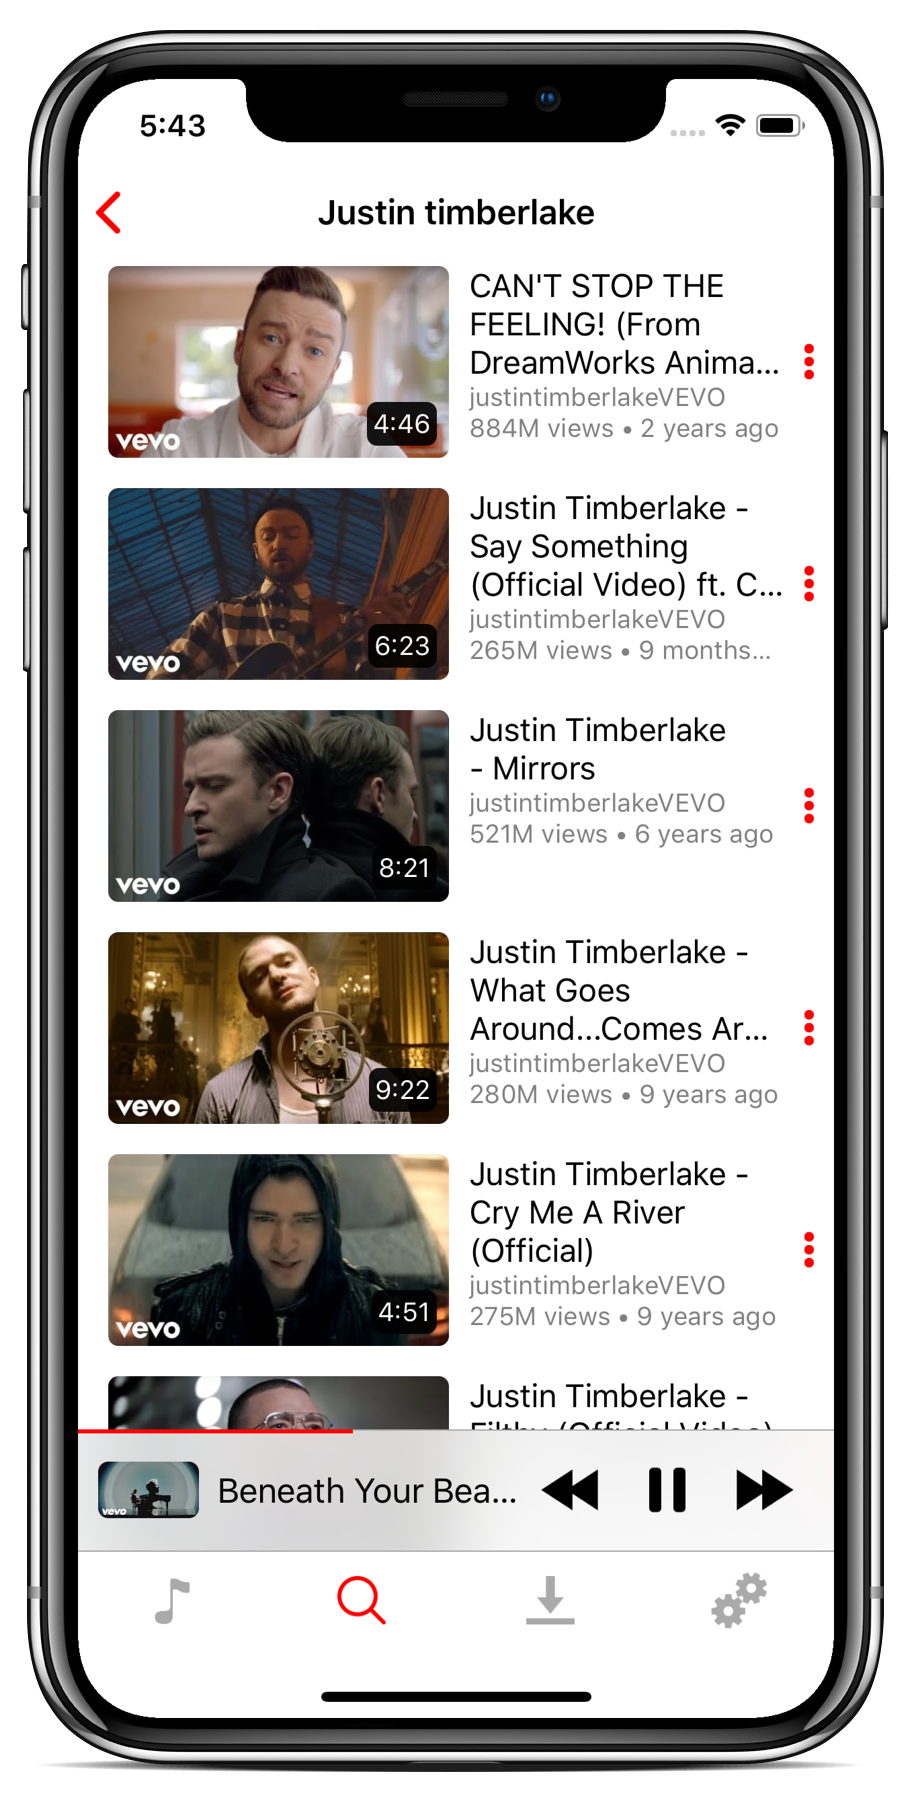 5:43
Justin timberlake
CAN'T STOP THE
FEELING! (From
DreamWorks Anima...
justintimberlakeVEVO
884M views • 2 years ago
4:46
vevo
Justin Timberlake -
Say Something
(Official Video) ft. C...
justintimberlakeVEVO
265M views • 9 months...
6:23
vevo
Justin Timberlake
- Mirrors
justintimberlakeVEVO
521M views • 6 years ago
8:21
vevo
Justin Timberlake -
What Goes
Around...Comes Ar...
justintimberlakeVEVO
280M views • 9 years ago
9:22
vevo
Justin Timberlake -
Cry Me A River
(Official)
justintimberlakeVEVO
275M views • 9 years ago
4:51
vevo
Justin Timberlake -
Filthy (Official Video)
vevo
Beneath Your Bea...